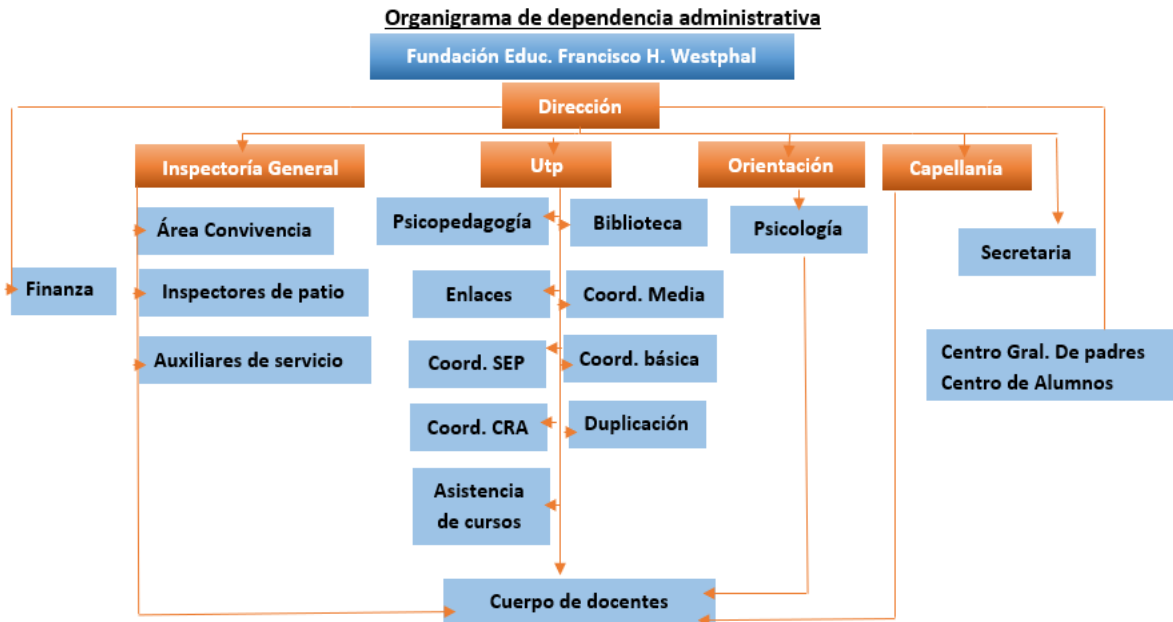 Organigrama de dependencia administrativa
Fundación Educ. Francisco H. Westphal
Dirección
Inspectoría General
Utp
Orientación
Capellanía
Área Convivencia
Psicopedagogía
Biblioteca
Psicología
Secretaria
Finanza
Inspectores de patio
Enlaces
Coord. Media
Auxiliares de servicio
Coord. SEP
Coord. básica
Centro Gral. De padres
Centro de Alumnos
Coord. CRA
Duplicación
Asistencia
de cursos
Cuerpo de docentes